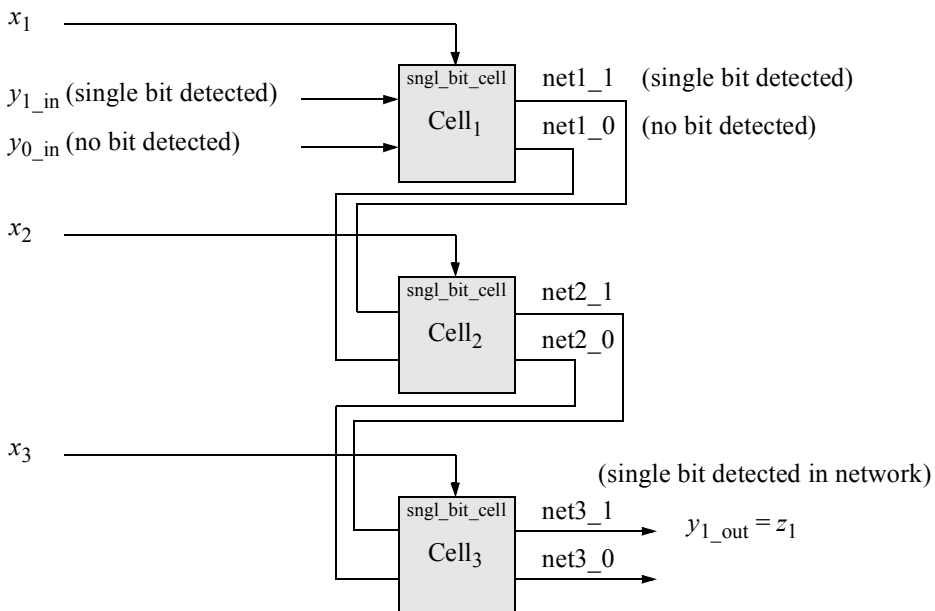 x1
sngl_bit_cell
Cell1
y1_in (single bit detected)
y0_in (no bit detected)
net1_1 (single bit detected)
net1_0 (no bit detected)
x2
sngl_bit_cell
Cell2
net2_1
net2_0
x3
(single bit detected in network)
sngl_bit_cell
Cell3
net3_1
y1_out = z1
net3_0